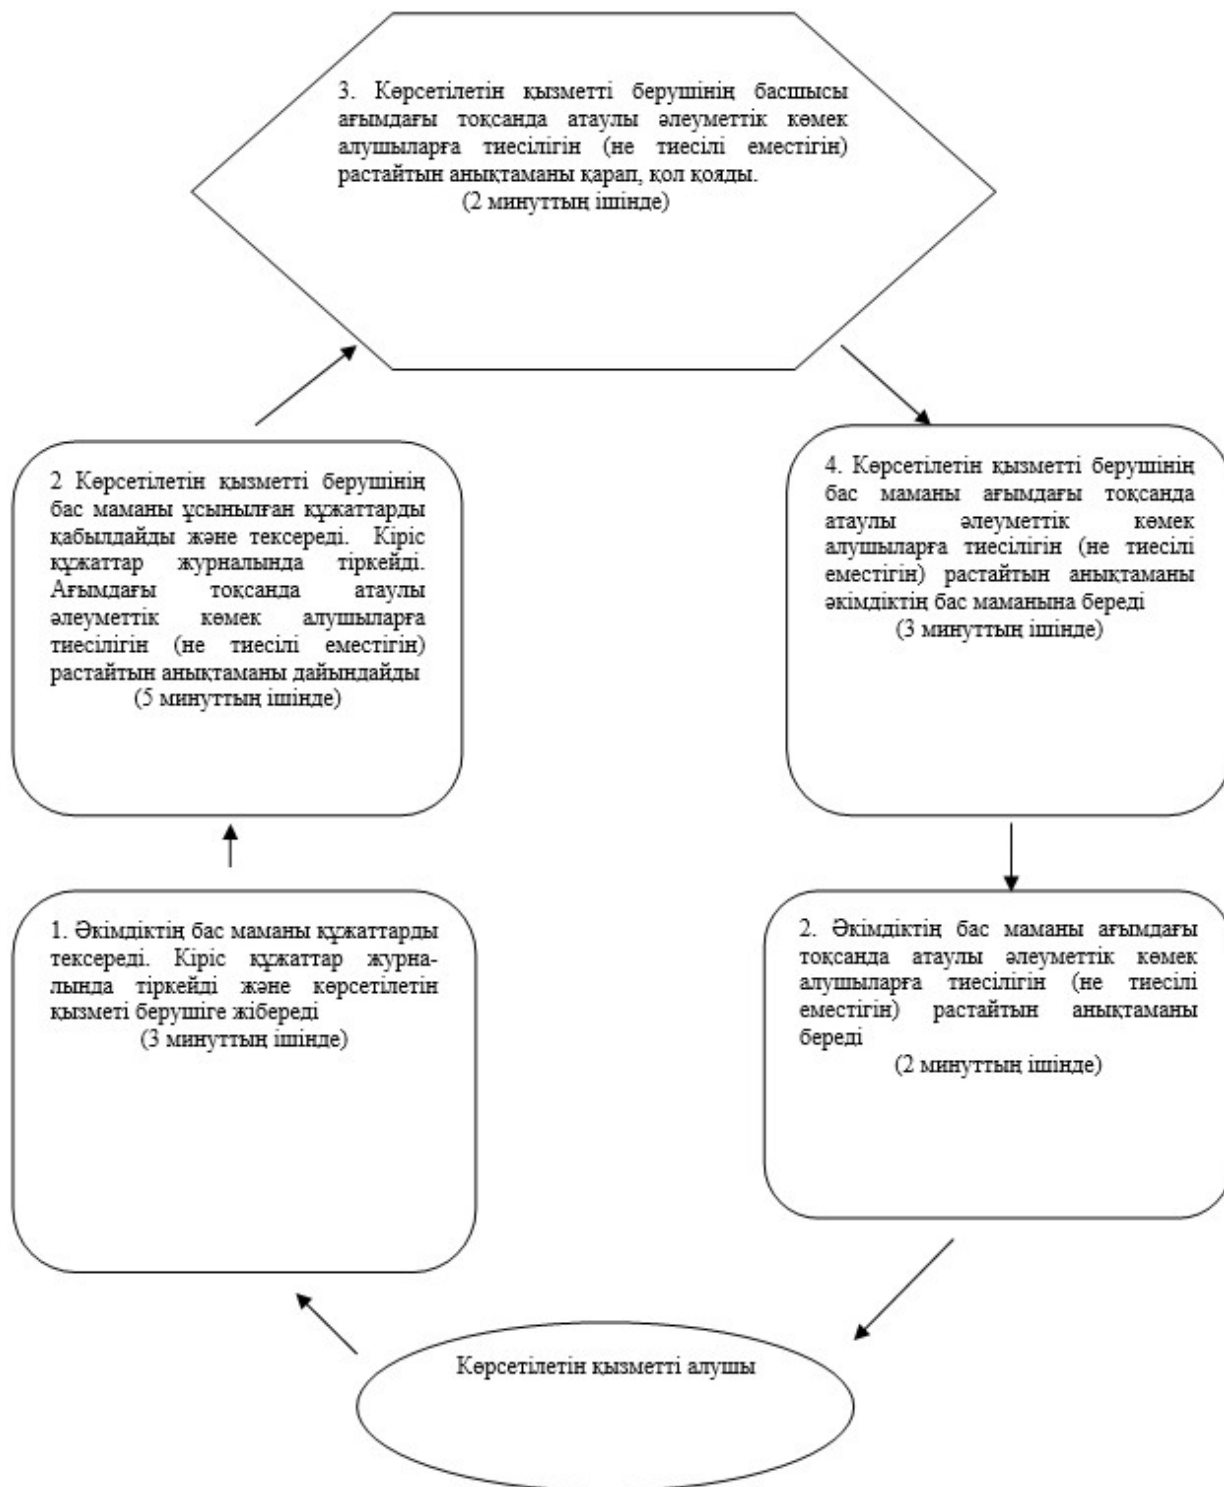 3. Көрсетілетін қызметті берушінің басшысы
ағымдағы тоқсанда атаулы әлеуметтік көмек
алушыларға тиесілігін (не тиесілі еместігін)
растайтын анықтаманы қарап, қол қояды.
(2 минуттың ішінде)
2 Көрсетілетін қызметті берушінің
бас маманы ұсынылған құжаттарды
қабылдайды және тексереді. Кіріс
құжаттар журналында тіркейді.
Ағымдағы тоқсанда атаулы
әлеуметтік көмек алушыларға
тиесілігін (не тиесілі еместігін)
растайтын анықтаманы дайындайды
(5 минуттың ішінде)
4. Көрсетілетін қызметті берушінің
бас маманы ағымдағы тоқсанда
атаулы әлеуметтік көмек
алушыларға тиесілігін (не тиесілі
еместігін) растайтын анықтаманы
әкімдіктің бас маманына береді
(3 минуттың ішінде)
1. Әкімдіктің бас маманы құжаттарды
тексереді. Кіріс құжаттар журна-
лында тіркейді және көрсетілетін
қызметі берушіге жібереді
(3 минуттың ішінде)
2. Әкімдіктің бас маманы ағымдағы
тоқсанда атаулы әлеуметтік көмек
алушыларға тиесілігін (не тиесілі
еместігін) растайтын анықтаманы
береді
(2 минуттың ішінде)
Көрсетілетін қызметті алушы